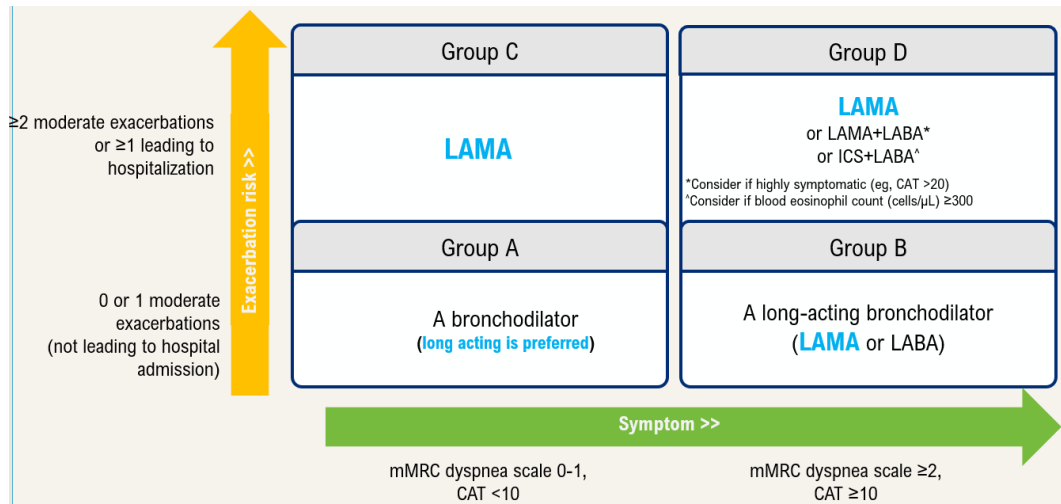 Group C
Group D
≥2 moderate exacerbations
or ≥1 leading to
hospitalization
LAMA
LAMA
or LAMA+LABA*
or ICS+LABA^
*Consider if highly symptomatic (eg, CAT >20)
^Consider if blood eosinophil count (cells/µL) ≥300
Exacerbation risk >>
Group A
Group B
0 or 1 moderate
exacerbations
(not leading to hospital
admission)
A bronchodilator
(long acting is preferred)
A long-acting bronchodilator
(LAMA or LABA)
Symptom >>
mMRC dyspnea scale 0-1,
CAT <10
mMRC dyspnea scale ≥2,
CAT ≥10